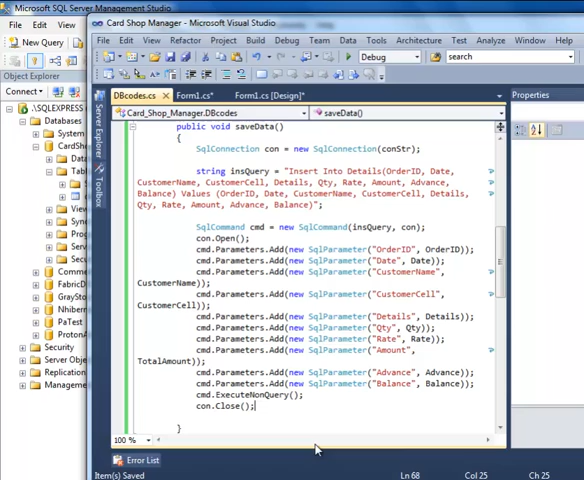 Microsoft SQL Server Management Studio
File Edit
New Query
Object Explorer
Connect
.\SQLEXPRESS
Databases
System
CardSho
Data
Table
Views
Syno
Prog
Servi
Secu
Comme
GraySto
Nhibern
PaTest
ProtonA
Security
Server Obje
Replication
Manageme
Card Shop Manager - Microsoft Visual Studio
File Edit View Refactor Project Build Debug Team Data Tools Architecture Test Analyze Window Help
Debug search
DBcodes.cs Form1.cs* Form1.cs [Design]*
Card_Shop_Manager.DBcodes saveData()
Server Explorer
Toolbox
public void saveData()
{
SqlConnection con = new SqlConnection(conStr);
string insQuery = "Insert Into Details(OrderID, Date,
CustomerName, CustomerCell, Details, Qty, Rate, Amount, Advance,
Balance) Values (OrderID, Date, CustomerName, CustomerCell, Details,
Qty, Rate, Amount, Advance, Balance)";
SqlCommand cmd = new SqlCommand(insQuery, con);
con.Open();
cmd.Parameters.Add(new SqlParameter("OrderID", OrderID));
cmd.Parameters.Add(new SqlParameter("Date", Date));
cmd.Parameters.Add(new SqlParameter("CustomerName",
CustomerName));
cmd.Parameters.Add(new SqlParameter("CustomerCell",
CustomerCell));
cmd.Parameters.Add(new SqlParameter("Details", Details));
cmd.Parameters.Add(new SqlParameter("Qty", Qty));
cmd.Parameters.Add(new SqlParameter("Rate", Rate));
cmd.Parameters.Add(new SqlParameter("Amount",
TotalAmount));
cmd.Parameters.Add(new SqlParameter("Advance", Advance));
cmd.Parameters.Add(new SqlParameter("Balance", Balance));
cmd.ExecuteNonQuery();
con.Close();
}
100 %
Error List
Item(s) Saved Ln 68 Col 25
Properties